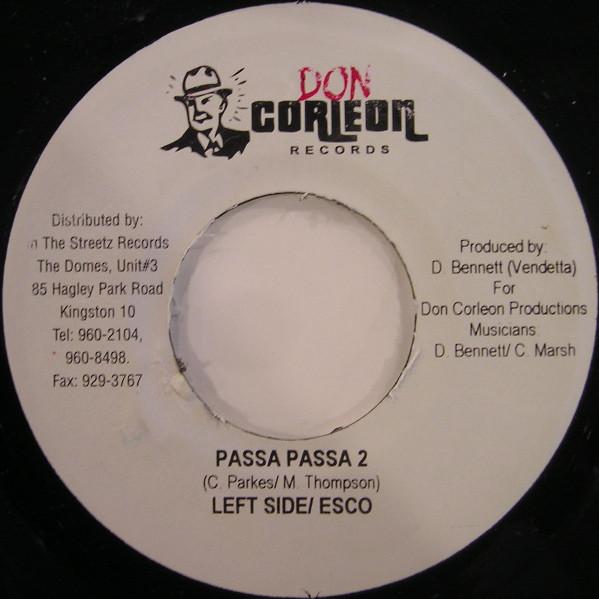 DON
CORLEON
RECORDS
Distributed by:
The Streetz Records
The Domes, Unit#3
85 Hagley Park Road
Kingston 10
Tel: 960-2104,
960-8498.
Fax: 929-3767
Produced by:
D. Bennett (Vendetta)
For
Don Corleon Productions
Musicians:
D. Bennett/ C. Marsh
PASSA PASSA 2
(C. Parkes/ M. Thompson)
LEFT SIDE/ ESCO